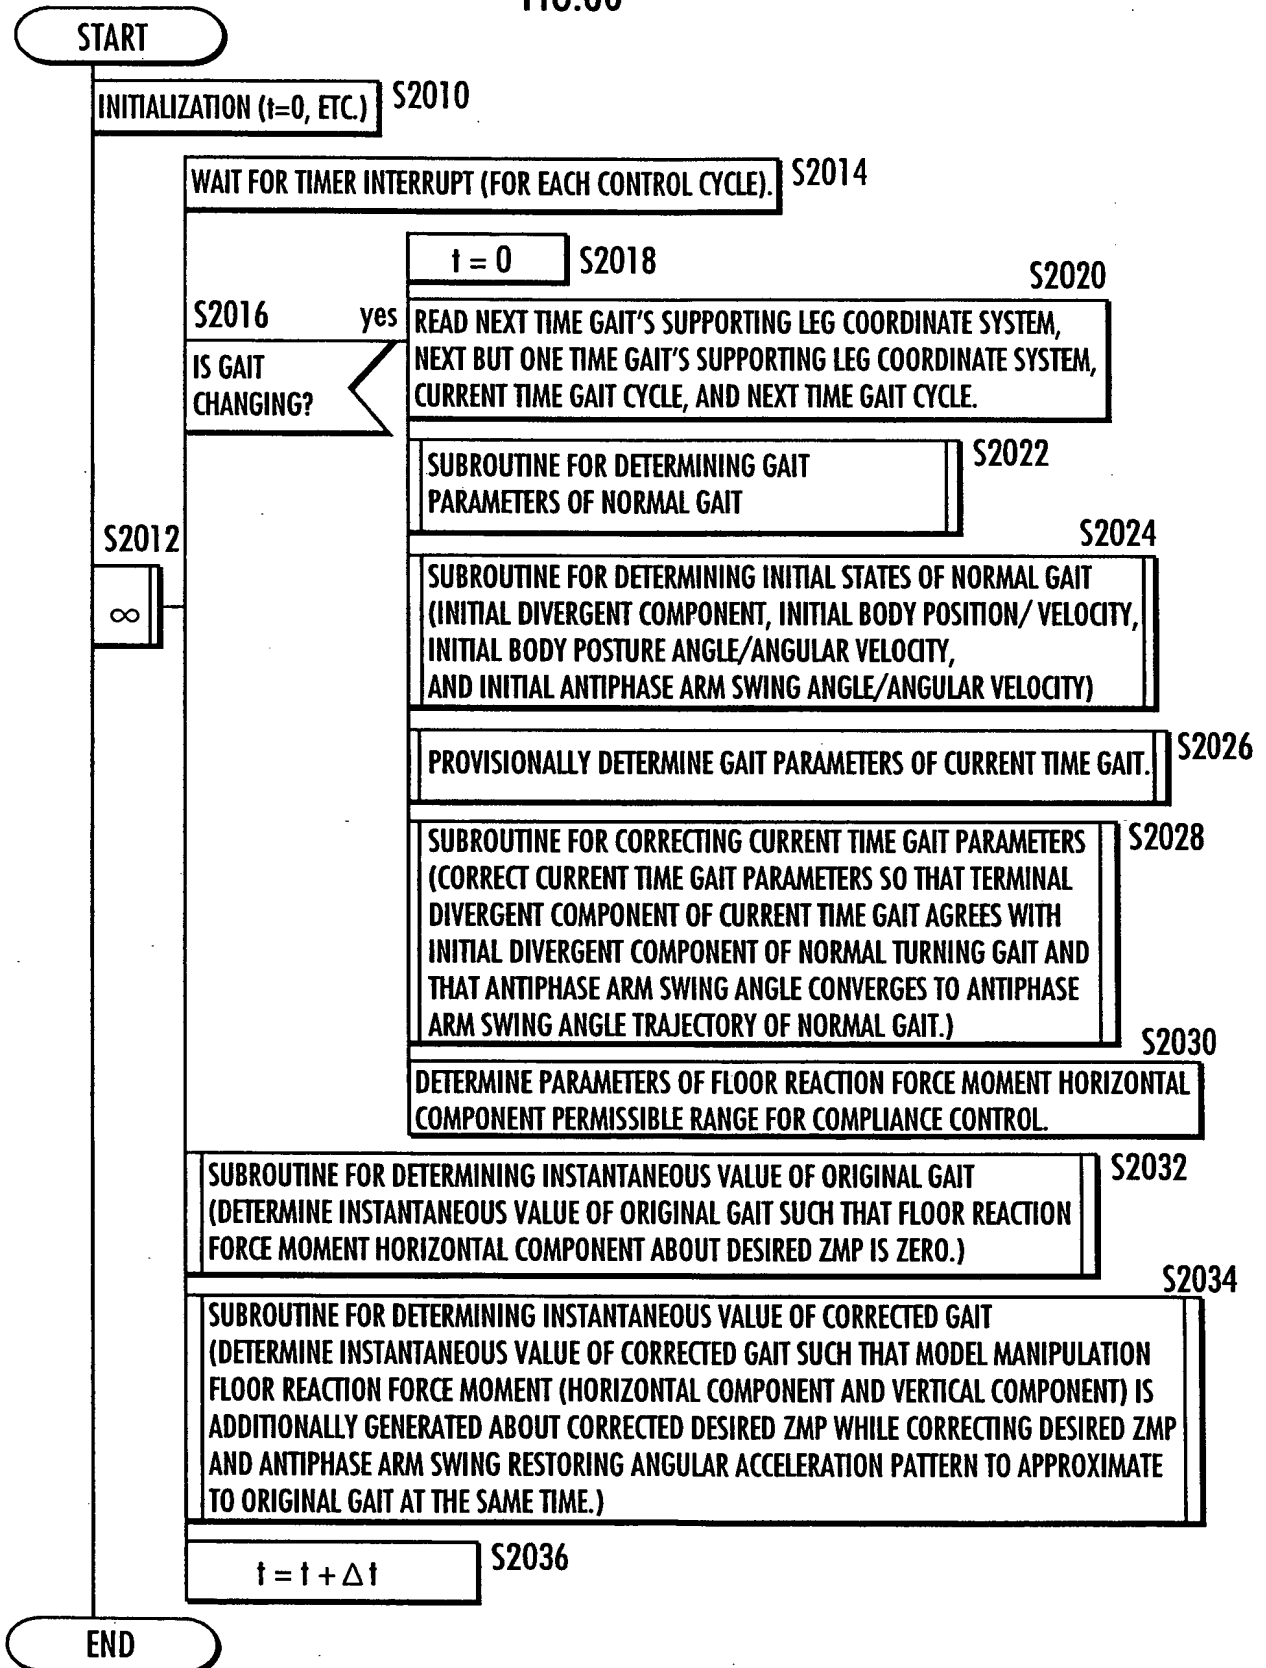 START
INITIALIZATION (t=0, ETC.)
S2010
WAIT FOR TIMER INTERRUPT (FOR EACH CONTROL CYCLE).
S2014
t = 0
S2018
S2016
yes
IS GAIT
CHANGING?
S2020
READ NEXT TIME GAIT'S SUPPORTING LEG COORDINATE SYSTEM,
NEXT BUT ONE TIME GAIT'S SUPPORTING LEG COORDINATE SYSTEM,
CURRENT TIME GAIT CYCLE, AND NEXT TIME GAIT CYCLE.
S2022
SUBROUTINE FOR DETERMINING GAIT
PARAMETERS OF NORMAL GAIT
S2012
∞
S2024
SUBROUTINE FOR DETERMINING INITIAL STATES OF NORMAL GAIT
(INITIAL DIVERGENT COMPONENT, INITIAL BODY POSITION/ VELOCITY,
INITIAL BODY POSTURE ANGLE/ANGULAR VELOCITY,
AND INITIAL ANTIPHASE ARM SWING ANGLE/ANGULAR VELOCITY)
S2026
PROVISIONALLY DETERMINE GAIT PARAMETERS OF CURRENT TIME GAIT.
S2028
SUBROUTINE FOR CORRECTING CURRENT TIME GAIT PARAMETERS
(CORRECT CURRENT TIME GAIT PARAMETERS SO THAT TERMINAL
DIVERGENT COMPONENT OF CURRENT TIME GAIT AGREES WITH
INITIAL DIVERGENT COMPONENT OF NORMAL TURNING GAIT AND
THAT ANTIPHASE ARM SWING ANGLE CONVERGES TO ANTIPHASE
ARM SWING ANGLE TRAJECTORY OF NORMAL GAIT.)
S2030
DETERMINE PARAMETERS OF FLOOR REACTION FORCE MOMENT HORIZONTAL
COMPONENT PERMISSIBLE RANGE FOR COMPLIANCE CONTROL.
S2032
SUBROUTINE FOR DETERMINING INSTANTANEOUS VALUE OF ORIGINAL GAIT
(DETERMINE INSTANTANEOUS VALUE OF ORIGINAL GAIT SUCH THAT FLOOR REACTION
FORCE MOMENT HORIZONTAL COMPONENT ABOUT DESIRED ZMP IS ZERO.)
S2034
SUBROUTINE FOR DETERMINING INSTANTANEOUS VALUE OF CORRECTED GAIT
(DETERMINE INSTANTANEOUS VALUE OF CORRECTED GAIT SUCH THAT MODEL MANIPULATION
FLOOR REACTION FORCE MOMENT (HORIZONTAL COMPONENT AND VERTICAL COMPONENT) IS
ADDITIONALLY GENERATED ABOUT CORRECTED DESIRED ZMP WHILE CORRECTING DESIRED ZMP
AND ANTIPHASE ARM SWING RESTORING ANGULAR ACCELERATION PATTERN TO APPROXIMATE
TO ORIGINAL GAIT AT THE SAME TIME.)
t = t + Δt
S2036
END